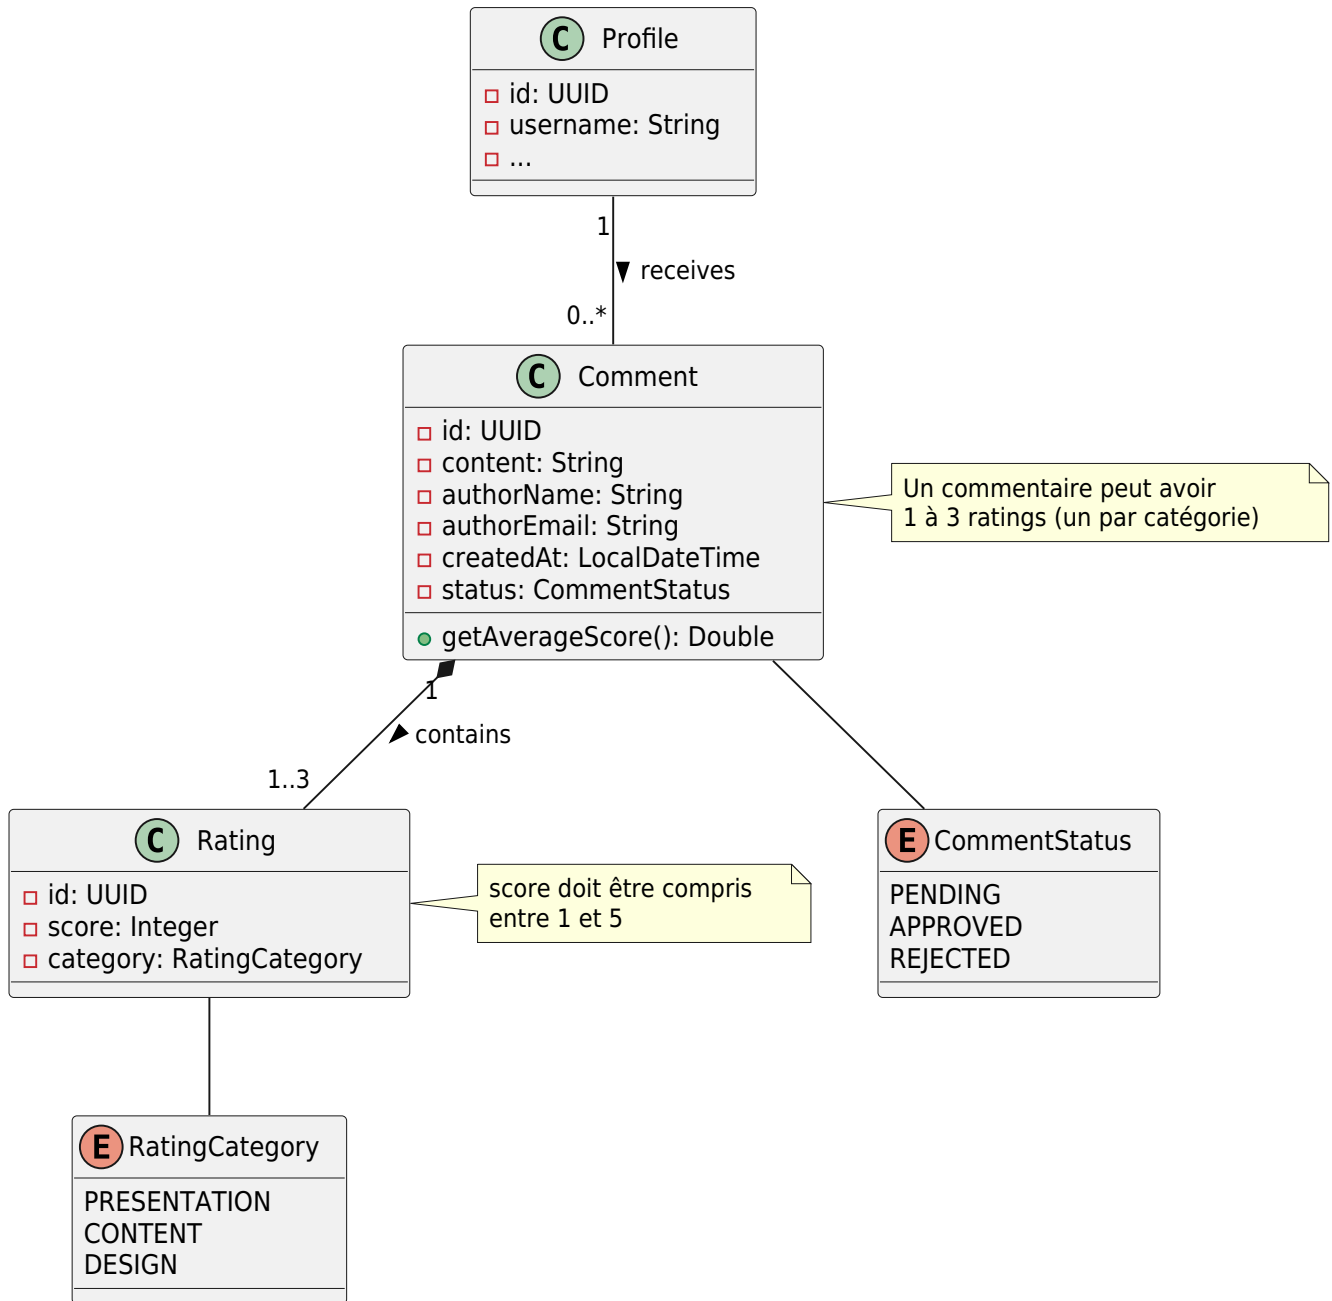 C Profile
id: UUID
username: String
...
1
receives
0..*
C Comment
id: UUID
content: String
authorName: String
authorEmail: String
createdAt: LocalDateTime
status: CommentStatus
getAverageScore(): Double
Un commentaire peut avoir
1 à 3 ratings (un par catégorie)
1
contains
1..3
C Rating
id: UUID
score: Integer
category: RatingCategory
score doit être compris
entre 1 et 5
E CommentStatus
PENDING
APPROVED
REJECTED
E RatingCategory
PRESENTATION
CONTENT
DESIGN